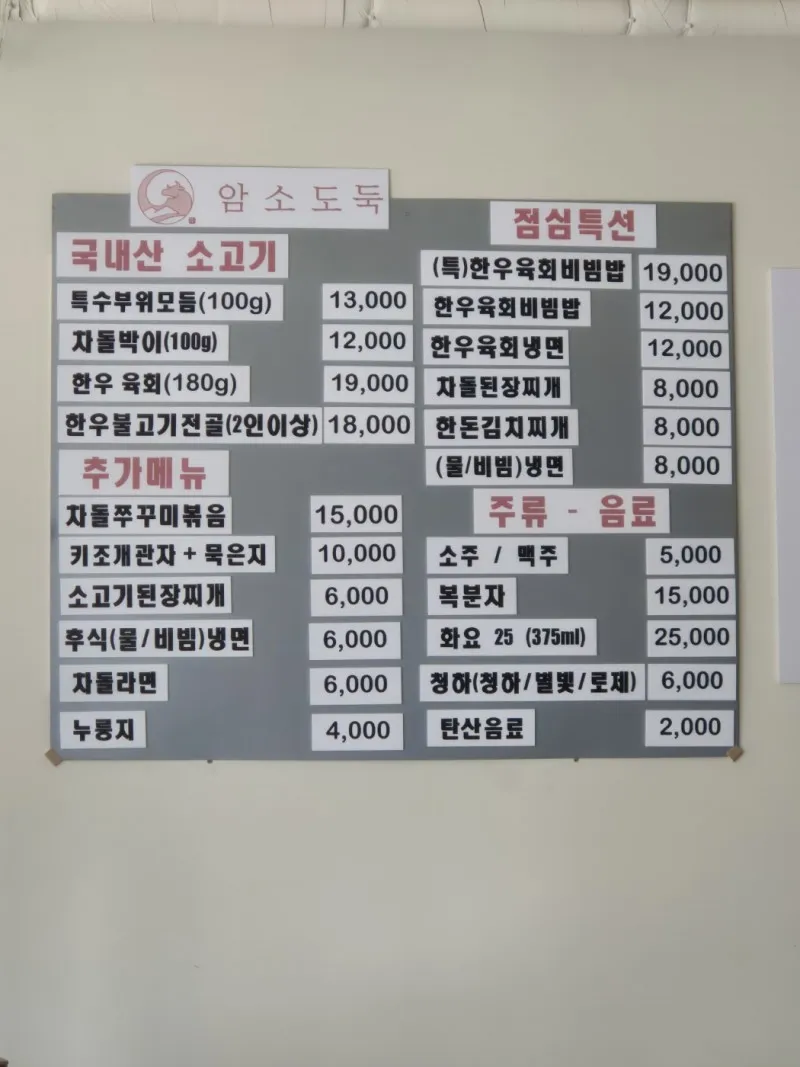 암소도둑
국내산 소고기
특수부위모듬(100g) 13,000
차돌박이(100g) 12,000
한우 육회(180g) 19,000
한우불고기전골(2인이상) 18,000
추가메뉴
차돌쭈꾸미볶음 15,000
키조개관자 + 묵은지 10,000
소고기된장찌개 6,000
후식(물/비빔)냉면 6,000
차돌라면 6,000
누룽지 4,000
점심특선
(특)한우육회비빔밥 19,000
한우육회비빔밥 12,000
한우육회냉면 12,000
차돌된장찌개 8,000
한돈김치찌개 8,000
(물/비빔)냉면 8,000
주류 - 음료
소주 / 맥주 5,000
복분자 15,000
화요 25 (375ml) 25,000
청하(청하/별빛/로제) 6,000
탄산음료 2,000